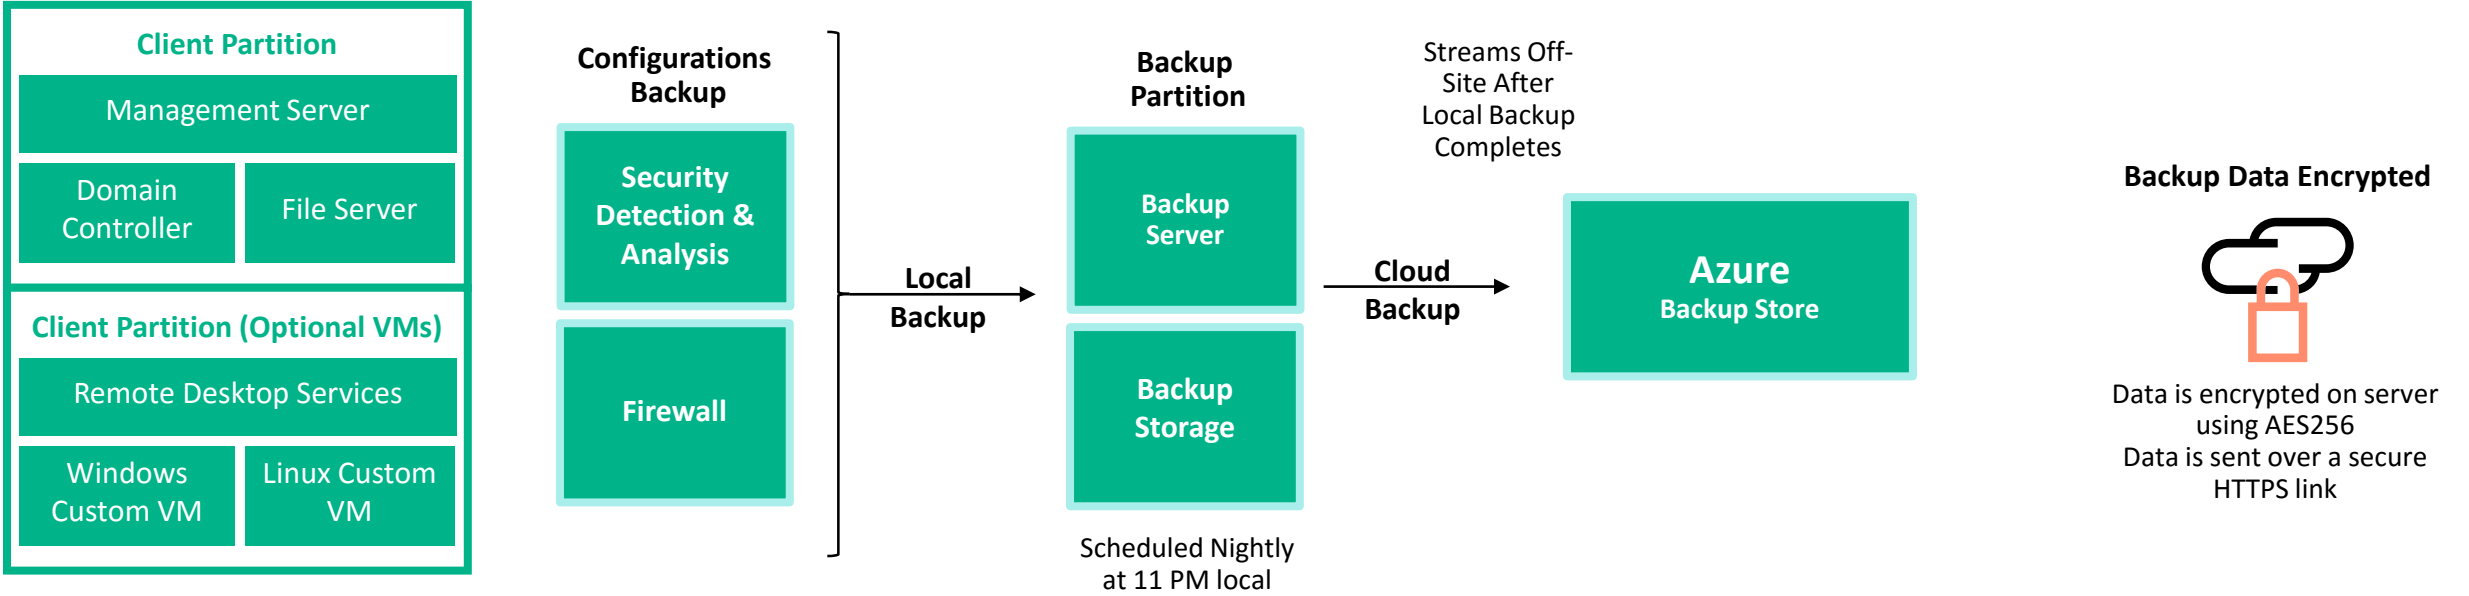 Client Partition
Management Server
Domain
Controller
File Server
Client Partition (Optional VMs)
Remote Desktop Services
Windows
Custom VM
Linux Custom
VM
Configurations
Backup
Security
Detection &
Analysis
Firewall
Local
Backup
Backup
Partition
Backup
Server
Backup
Storage
Scheduled Nightly
at 11 PM local
Streams Off-
Site After
Local Backup
Completes
Cloud
Backup
Azure
Backup Store
Backup Data Encrypted
Data is encrypted on server
using AES256
Data is sent over a secure
HTTPS link